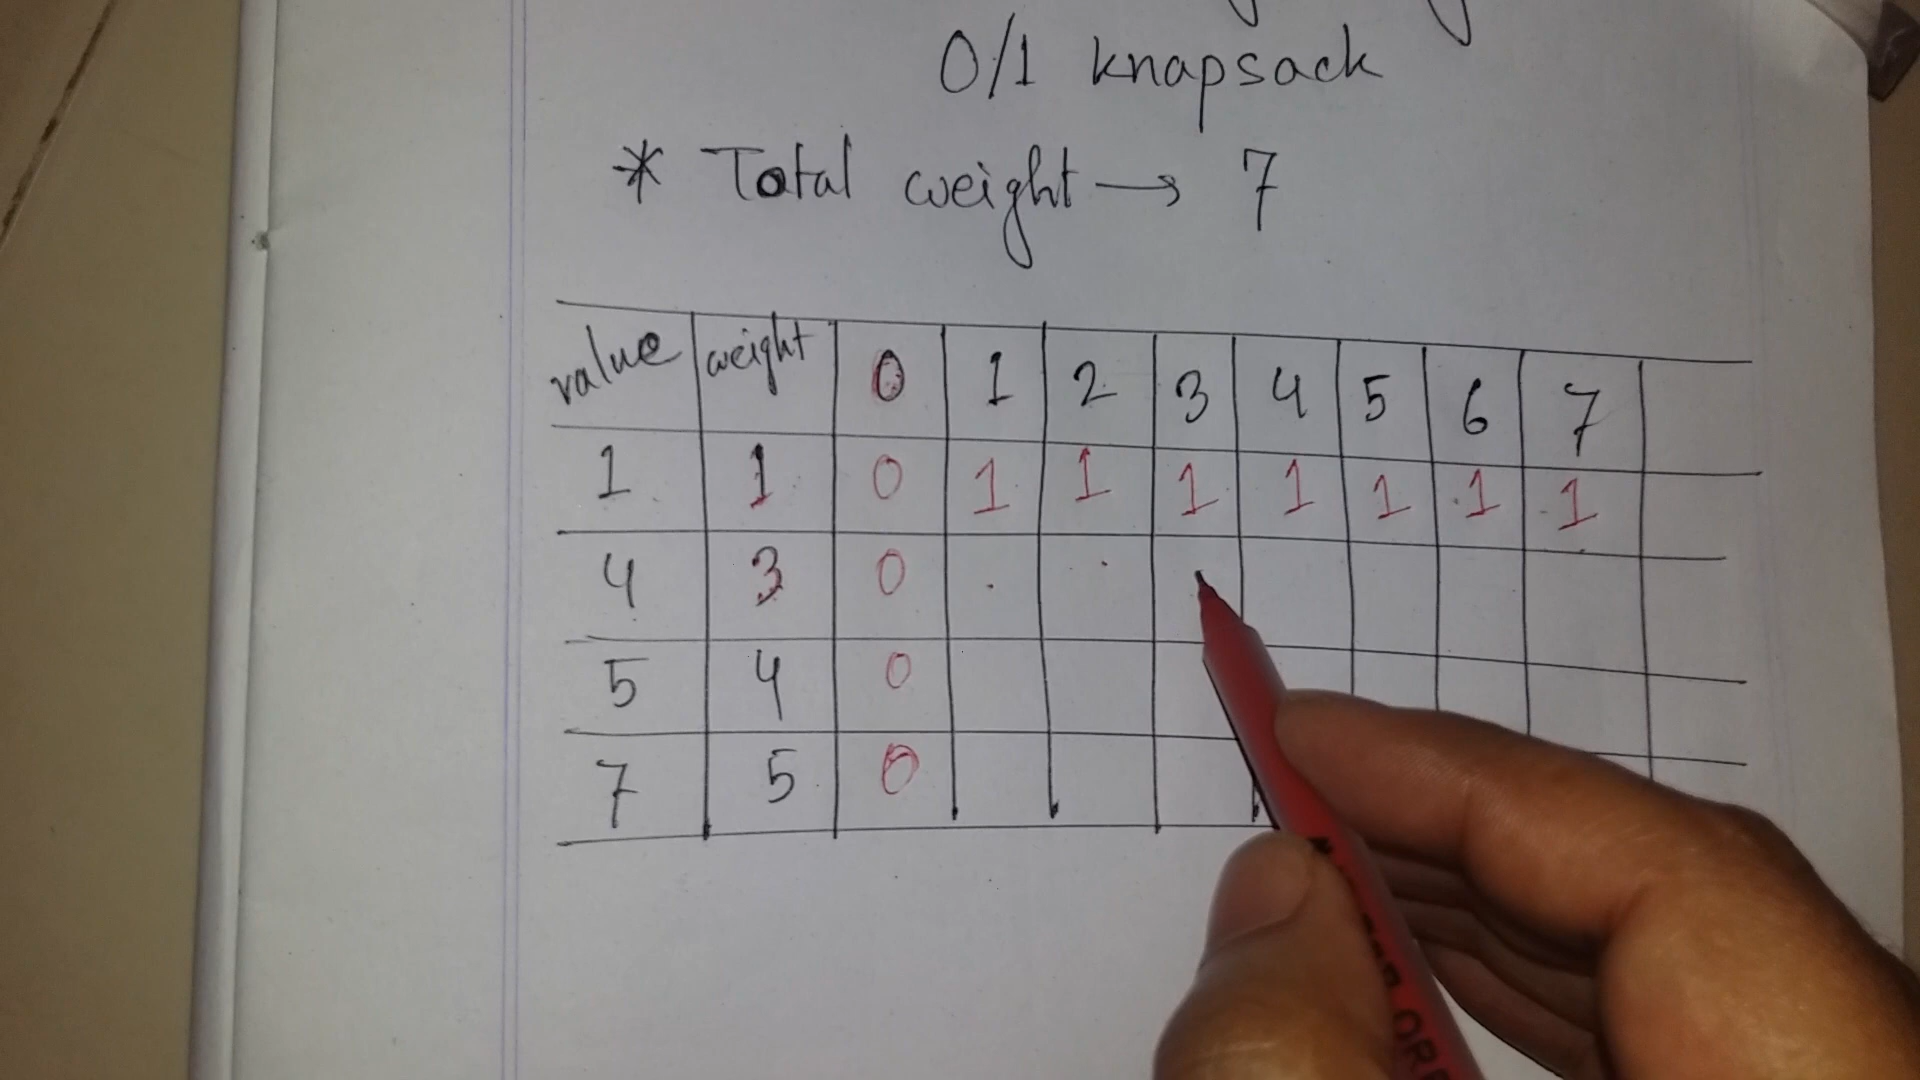 0/1 knapsack
* Total weight → 7
value weight 0 1 2 3 4 5 6 7
1 1 0 1 1 1 1 1 1 1
4 3 0
5 4 0
7 5 0